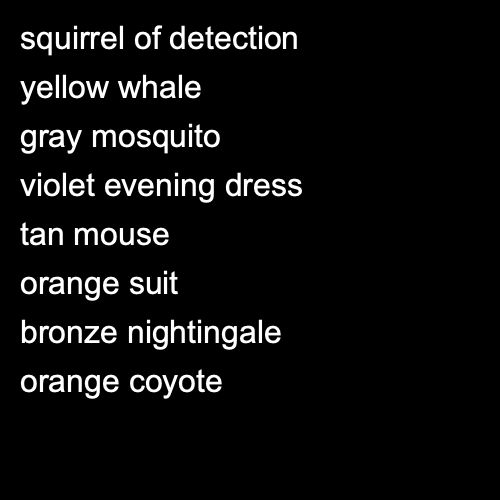 squirrel of detection
yellow whale
gray mosquito
violet evening dress
tan mouse
orange suit
bronze nightingale
orange coyote